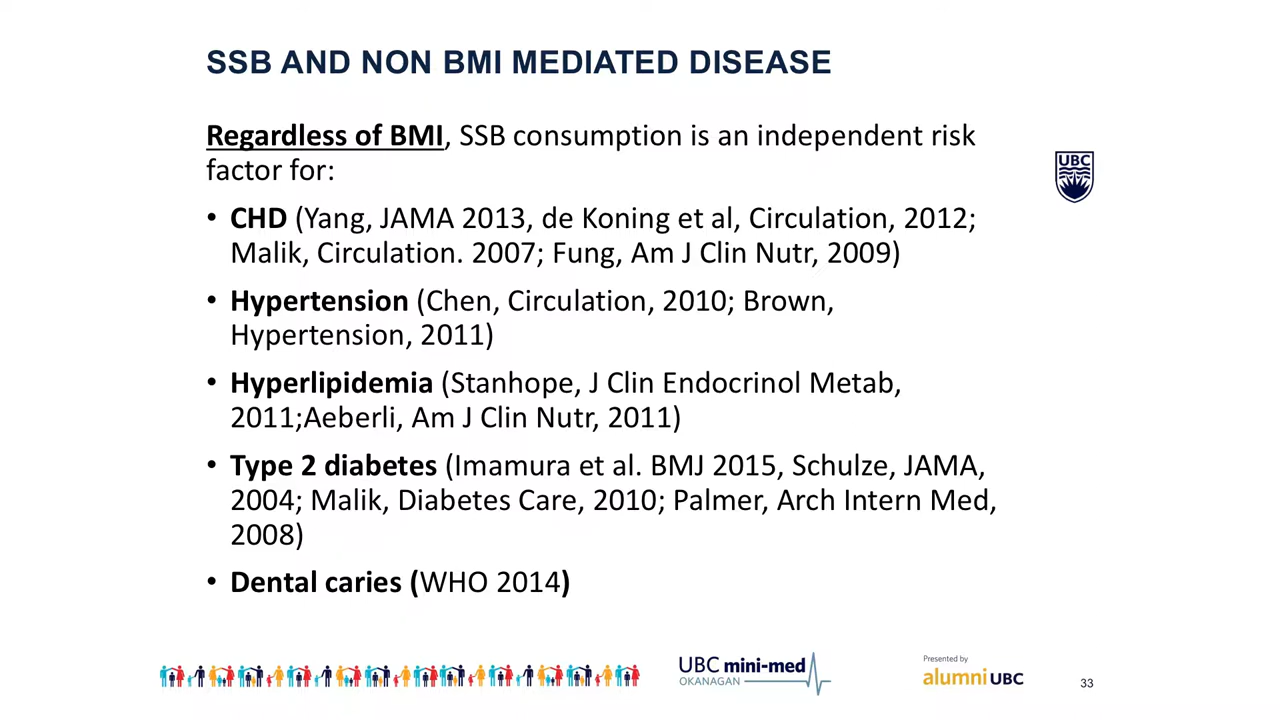 SSB AND NON BMI MEDIATED DISEASE
Regardless of BMI, SSB consumption is an independent risk
factor for:
UBC
• CHD (Yang, JAMA 2013, de Koning et al, Circulation, 2012;
Malik, Circulation. 2007; Fung, Am J Clin Nutr, 2009)
• Hypertension (Chen, Circulation, 2010; Brown,
Hypertension, 2011)
• Hyperlipidemia (Stanhope, J Clin Endocrinol Metab,
2011;Aeberli, Am J Clin Nutr, 2011)
• Type 2 diabetes (Imamura et al. BMJ 2015, Schulze, JAMA,
2004; Malik, Diabetes Care, 2010; Palmer, Arch Intern Med,
2008)
• Dental caries (WHO 2014)
UBC mini-med
OKANAGAN
Presented by
alumni UBC
33